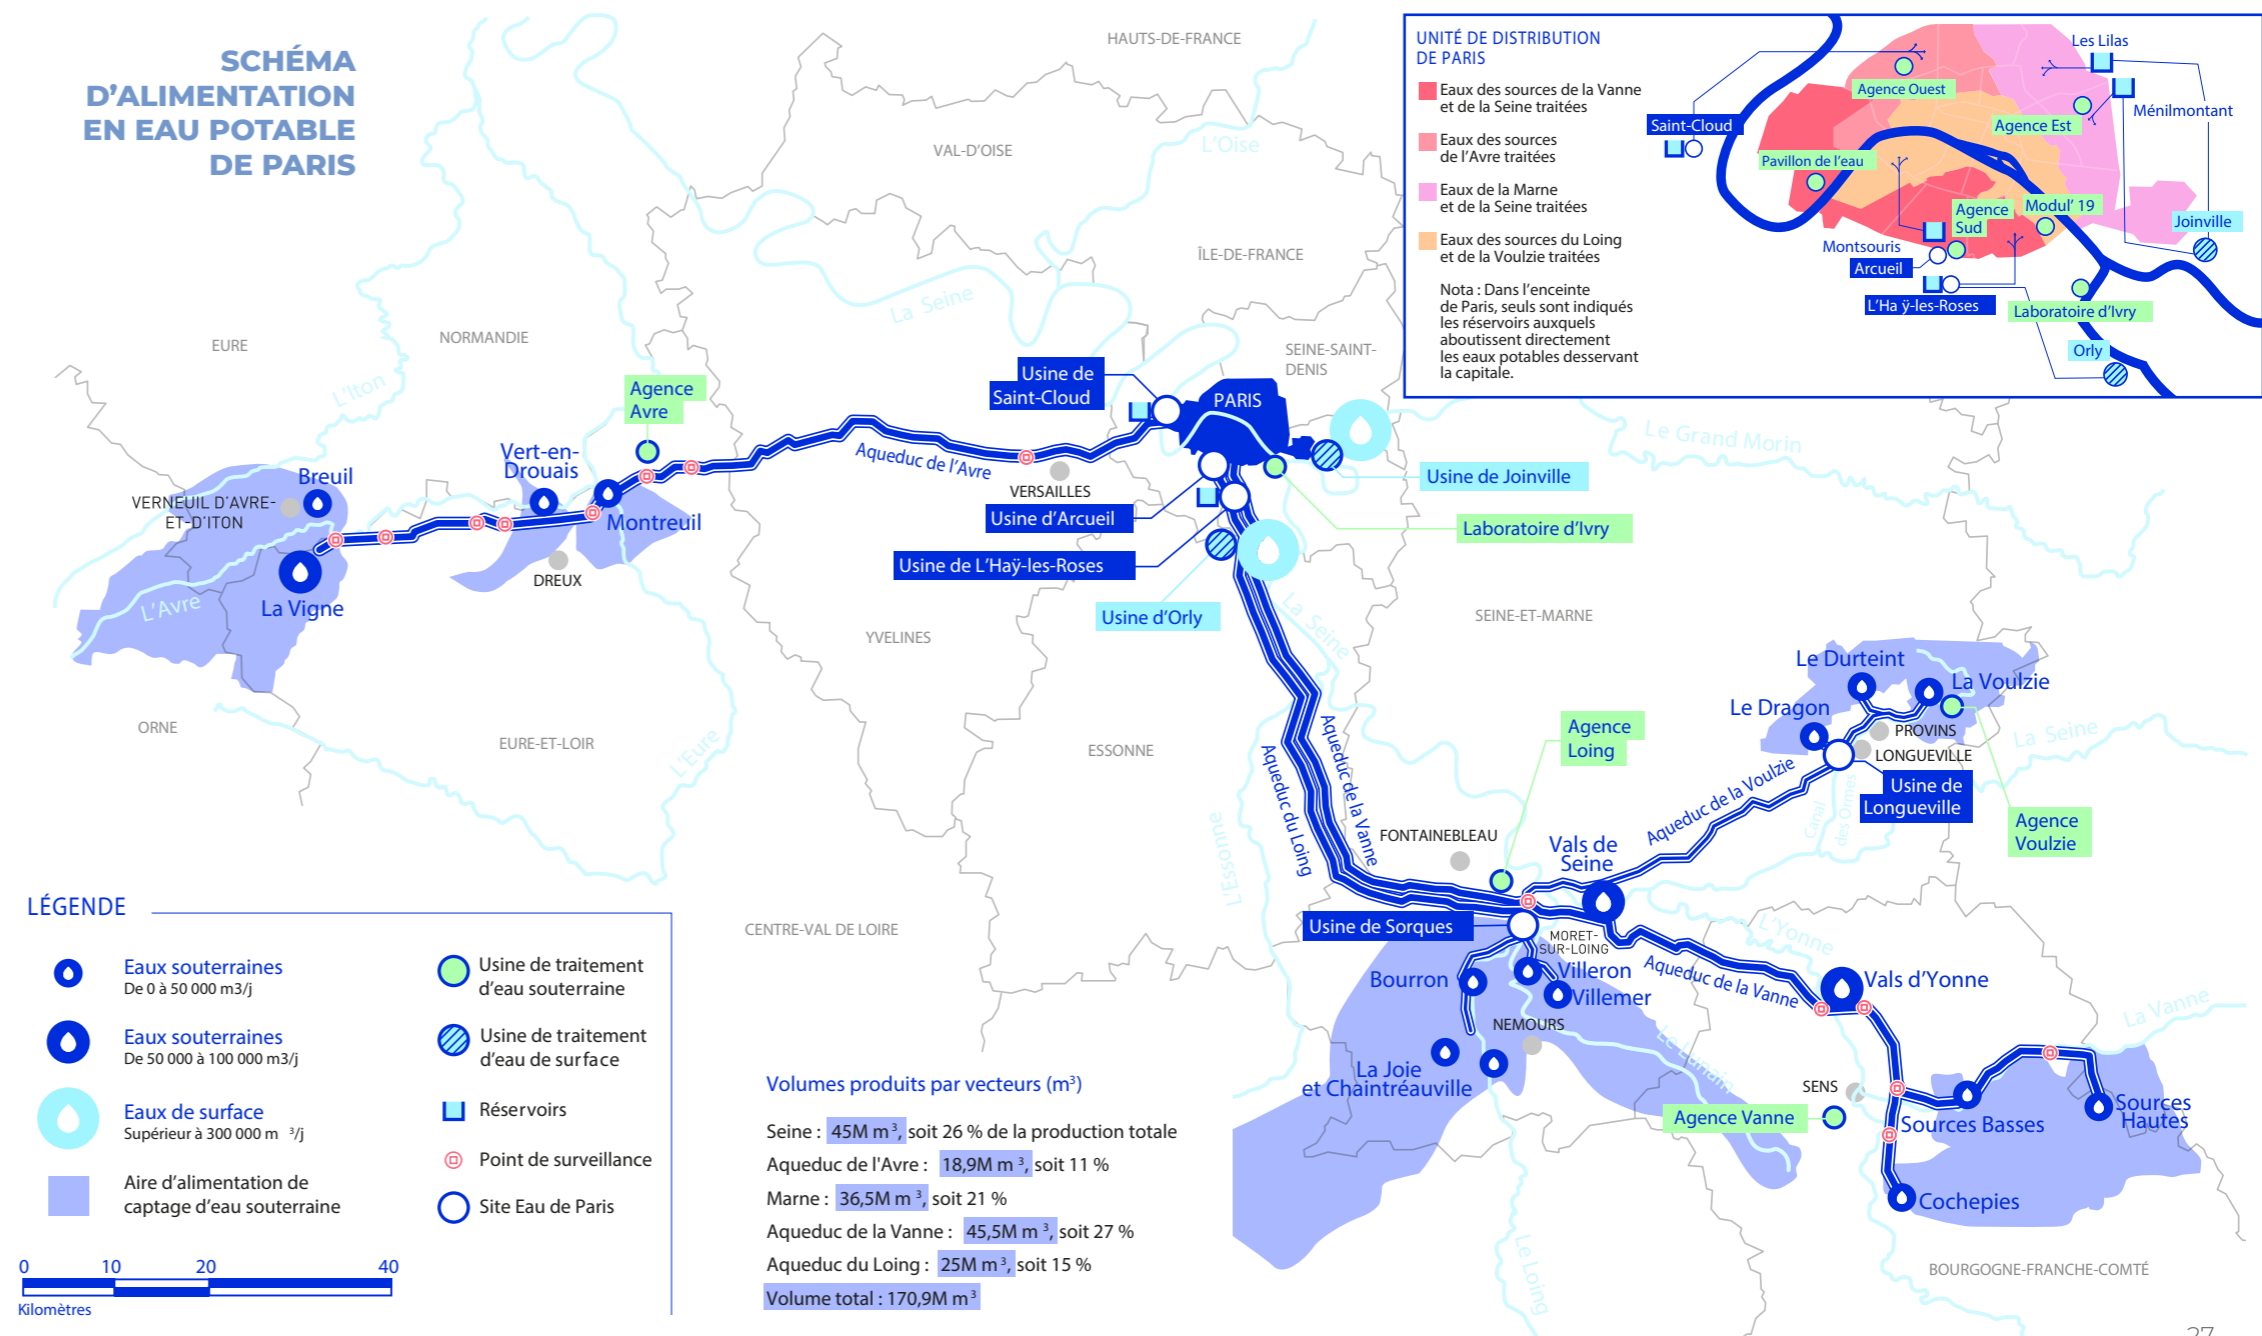 SCHÉMA
D'ALIMENTATION
EN EAU POTABLE
DE PARIS
HAUTS-DE-FRANCE
VAL-D'OISE
L'Oise
ÎLE-DE-FRANCE
La Seine
SEINE-SAINT-
DENIS
EURE
NORMANDIE
L'Iton
Agence
Avre
Usine de
Saint-Cloud
PARIS
Le Grand Morin
Vert-en-
Drouais
Breuil
VERNEUIL D'AVRE-
ET-D'ITON
Montreuil
Aqueduc de l'Avre
VERSAILLES
Usine de Joinville
Usine d'Arcueil
Laboratoire d'Ivry
DREUX
Usine de L'Haÿ-les-Roses
L'Avre
La Vigne
Usine d'Orly
La Seine
YVELINES
SEINE-ET-MARNE
ORNE
EURE-ET-LOIR
L'Eure
ESSONNE
Aqueduc du Loing
Aqueduc de la Vanne
Le Durteint
La Voulzie
Le Dragon
PROVINS
LONGUEVILLE
La Seine
Agence
Loing
Aqueduc de la Voulzie
Usine de
Longueville
Canal
des Ormes
Agence
Voulzie
L'Essonne
FONTAINEBLEAU
Vals de
Seine
CENTRE-VAL DE LOIRE
Usine de Sorques
MORET-
SUR-LOING
L'Yonne
Aqueduc de la Vanne
Bourron
Villeron
Villemer
Vals d'Yonne
La Vanne
NEMOURS
Le Lunain
La Joie
et Chaintréauville
SENS
Agence Vanne
Sources Basses
Sources
Hautes
Cochepies
Le Loing
BOURGOGNE-FRANCHE-COMTÉ
UNITÉ DE DISTRIBUTION
DE PARIS
Eaux des sources de la Vanne
et de la Seine traitées
Eaux des sources
de l'Avre traitées
Eaux de la Marne
et de la Seine traitées
Eaux des sources du Loing
et de la Voulzie traitées
Nota : Dans l'enceinte
de Paris, seuls sont indiqués
les réservoirs auxquels
aboutissent directement
les eaux potables desservant
la capitale.
Les Lilas
Agence Ouest
Ménilmontant
Saint-Cloud
Agence Est
Pavillon de l'eau
Agence
Sud
Modul' 19
Joinville
Montsouris
Arcueil
L'Ha ÿ-les-Roses
Laboratoire d'Ivry
Orly
LÉGENDE
Eaux souterraines
De 0 à 50 000 m3/j
Eaux souterraines
De 50 000 à 100 000 m3/j
Eaux de surface
Supérieur à 300 000 m ³/j
Aire d'alimentation de
captage d'eau souterraine
Usine de traitement
d'eau souterraine
Usine de traitement
d'eau de surface
Réservoirs
Point de surveillance
Site Eau de Paris
0 10 20 40
Kilomètres
Volumes produits par vecteurs (m³)
Seine : 45M m³, soit 26 % de la production totale
Aqueduc de l'Avre : 18,9M m ³, soit 11 %
Marne : 36,5M m ³, soit 21 %
Aqueduc de la Vanne : 45,5M m ³, soit 27 %
Aqueduc du Loing : 25M m³, soit 15 %
Volume total : 170,9M m³
27